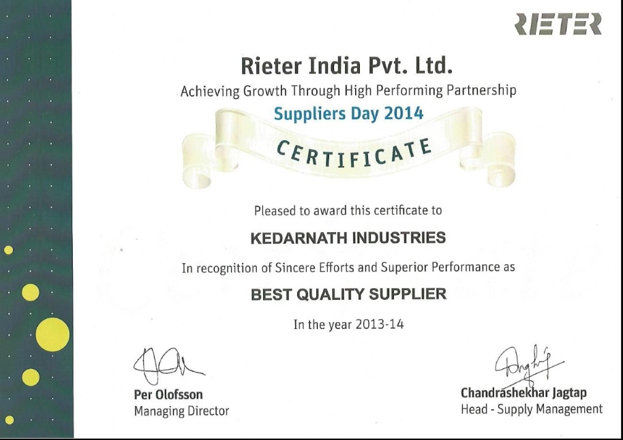 RIETER
Rieter India Pvt. Ltd.
Achieving Growth Through High Performing Partnership
Suppliers Day 2014
CERTIFICATE
Pleased to award this certificate to
KEDARNATH INDUSTRIES
In recognition of Sincere Efforts and Superior Performance as
BEST QUALITY SUPPLIER
In the year 2013-14
Per Olofsson
Managing Director
Chandrashekhar Jagtap
Head - Supply Management